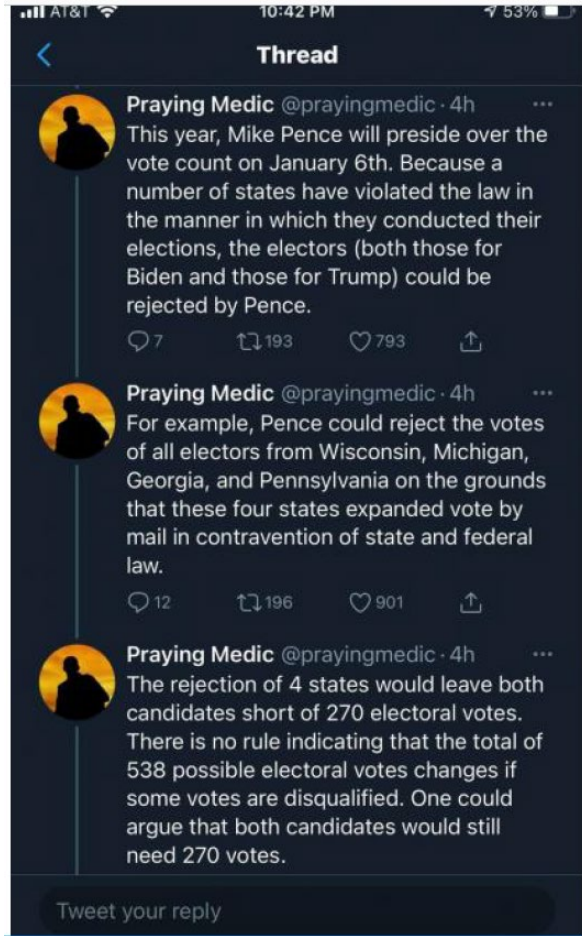 AT&T 10:42 PM 53%
Thread
Praying Medic @prayingmedic · 4h ...
This year, Mike Pence will preside over the
vote count on January 6th. Because a
number of states have violated the law in
the manner in which they conducted their
elections, the electors (both those for
Biden and those for Trump) could be
rejected by Pence.
7 193 793
Praying Medic @prayingmedic · 4h ...
For example, Pence could reject the votes
of all electors from Wisconsin, Michigan,
Georgia, and Pennsylvania on the grounds
that these four states expanded vote by
mail in contravention of state and federal
law.
12 196 901
Praying Medic @prayingmedic · 4h ...
The rejection of 4 states would leave both
candidates short of 270 electoral votes.
There is no rule indicating that the total of
538 possible electoral votes changes if
some votes are disqualified. One could
argue that both candidates would still
need 270 votes.
Tweet your reply